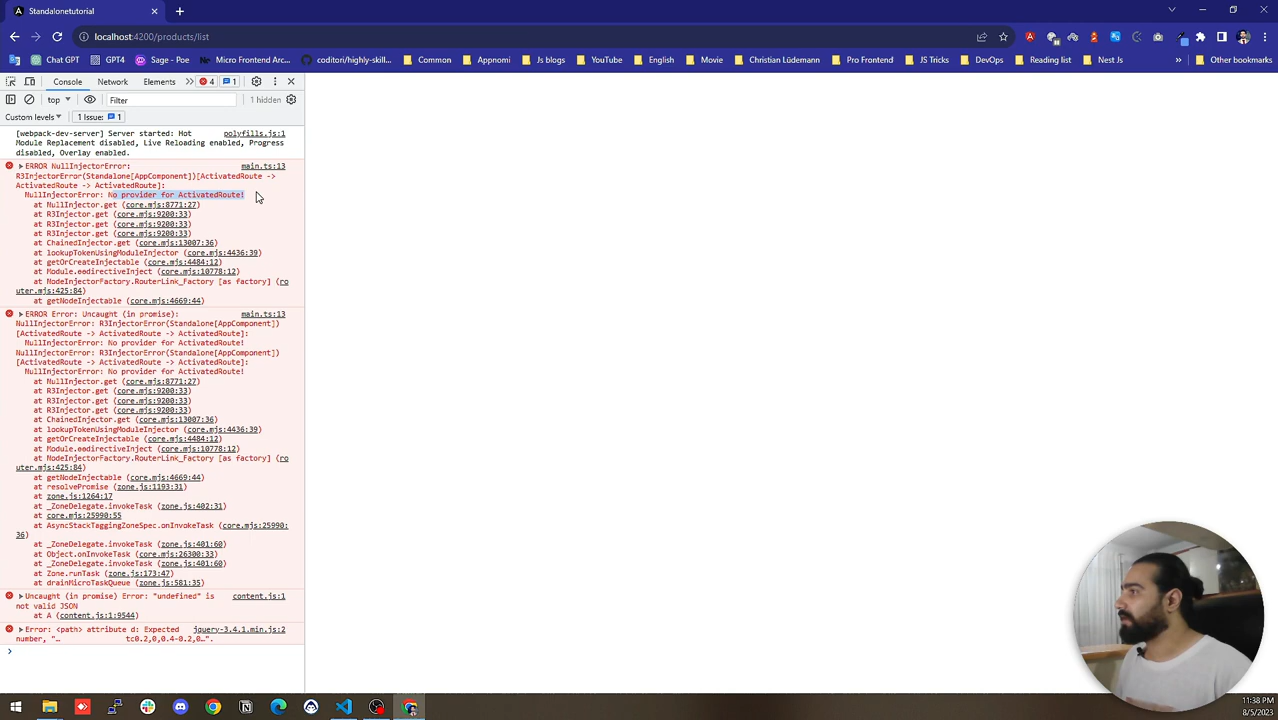 Standalonetutorial
localhost:4200/products/list
Chat GPT
GPT4
Sage - Poe
Micro Frontend Arc...
coditori/highly-skill...
Common
Appnomi
Js blogs
YouTube
English
Movie
Christian Lüdemann
Pro Frontend
JS Tricks
DevOps
Reading list
Nest Js
Other bookmarks
Console
Network
Elements
4
1
top
Filter
1 hidden
Custom levels
1 Issue:
1
[webpack-dev-server] Server started: Hot
polyfills.js:1
Module Replacement disabled, Live Reloading enabled, Progress
disabled, Overlay enabled.
ERROR NullInjectorError:
main.ts:13
R3InjectorError(Standalone[AppComponent])[ActivatedRoute ->
ActivatedRoute -> ActivatedRoute]:
NullInjectorError: No provider for ActivatedRoute!
at NullInjector.get (core.mjs:8771:27)
at R3Injector.get (core.mjs:9200:33)
at R3Injector.get (core.mjs:9200:33)
at R3Injector.get (core.mjs:9200:33)
at ChainedInjector.get (core.mjs:13007:36)
at lookupTokenUsingModuleInjector (core.mjs:4436:39)
at getOrCreateInjectable (core.mjs:4484:12)
at Module.ɵɵdirectiveInject (core.mjs:10778:12)
at NodeInjectorFactory.RouterLink_Factory [as factory] (ro
uter.mjs:425:84)
at getNodeInjectable (core.mjs:4669:44)
ERROR Error: Uncaught (in promise):
main.ts:13
NullInjectorError: R3InjectorError(Standalone[AppComponent])
[ActivatedRoute -> ActivatedRoute -> ActivatedRoute]:
NullInjectorError: No provider for ActivatedRoute!
NullInjectorError: R3InjectorError(Standalone[AppComponent])
[ActivatedRoute -> ActivatedRoute -> ActivatedRoute]:
NullInjectorError: No provider for ActivatedRoute!
at NullInjector.get (core.mjs:8771:27)
at R3Injector.get (core.mjs:9200:33)
at R3Injector.get (core.mjs:9200:33)
at R3Injector.get (core.mjs:9200:33)
at ChainedInjector.get (core.mjs:13007:36)
at lookupTokenUsingModuleInjector (core.mjs:4436:39)
at getOrCreateInjectable (core.mjs:4484:12)
at Module.ɵɵdirectiveInject (core.mjs:10778:12)
at NodeInjectorFactory.RouterLink_Factory [as factory] (ro
uter.mjs:425:84)
at getNodeInjectable (core.mjs:4669:44)
at resolvePromise (zone.js:1193:31)
at zone.js:1264:17
at _ZoneDelegate.invokeTask (zone.js:402:31)
at core.mjs:25990:55
at AsyncStackTaggingZoneSpec.onInvokeTask (core.mjs:25990:
36)
at _ZoneDelegate.invokeTask (zone.js:401:60)
at Object.onInvokeTask (core.mjs:26300:33)
at _ZoneDelegate.invokeTask (zone.js:401:60)
at Zone.runTask (zone.js:173:47)
at drainMicroTaskQueue (zone.js:581:35)
Uncaught (in promise) Error: "undefined" is
content.js:1
not valid JSON
at A (content.js:1:9544)
Error: <path> attribute d: Expected
jquery-3.4.1.min.js:2
number, "… tc0.2,0,0.4-0.2,0…".
11:38 PM
8/5/2023